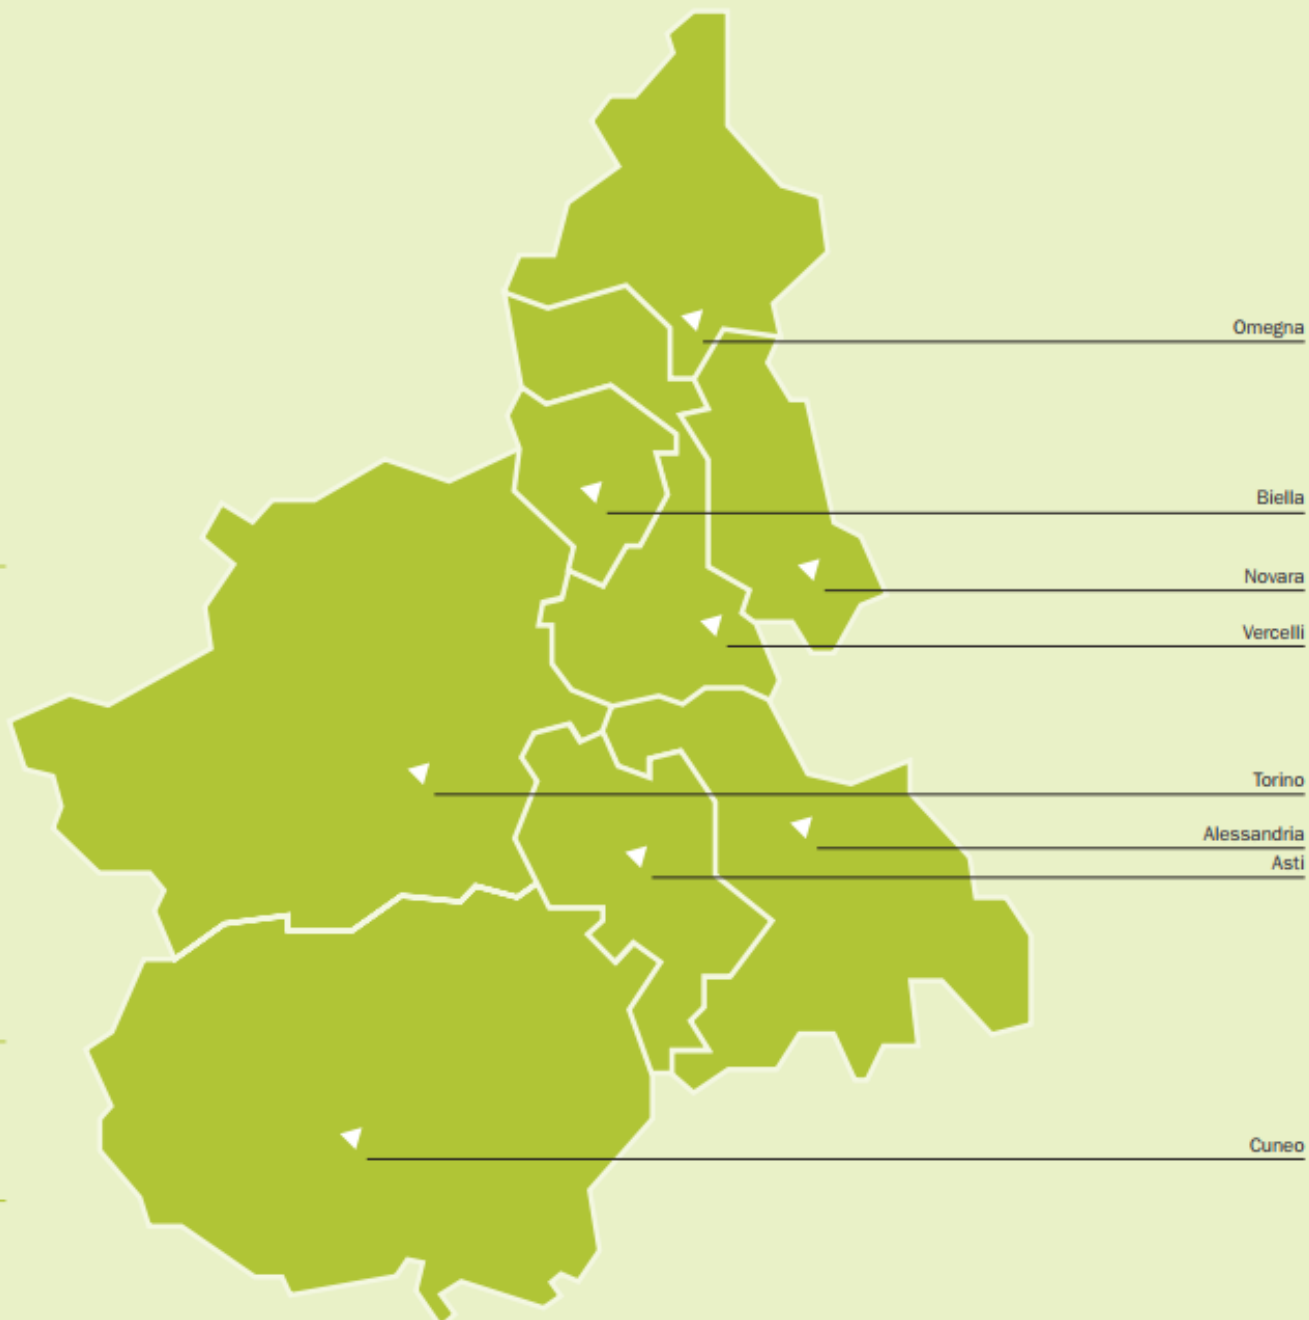 Omegna
Biella
Novara
Vercelli
Torino
Alessandria
Asti
Cuneo